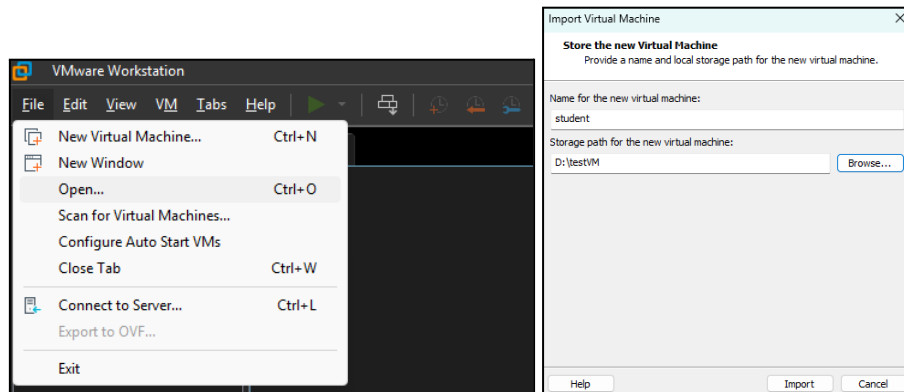 VMware Workstation
File Edit View VM Tabs Help
New Virtual Machine... Ctrl+N
New Window
Open... Ctrl+O
Scan for Virtual Machines...
Configure Auto Start VMs
Close Tab Ctrl+W
Connect to Server... Ctrl+L
Export to OVF...
Exit
Import Virtual Machine
Store the new Virtual Machine
Provide a name and local storage path for the new virtual machine.
Name for the new virtual machine:
student
Storage path for the new virtual machine:
D:\testVM Browse...
Help Import Cancel